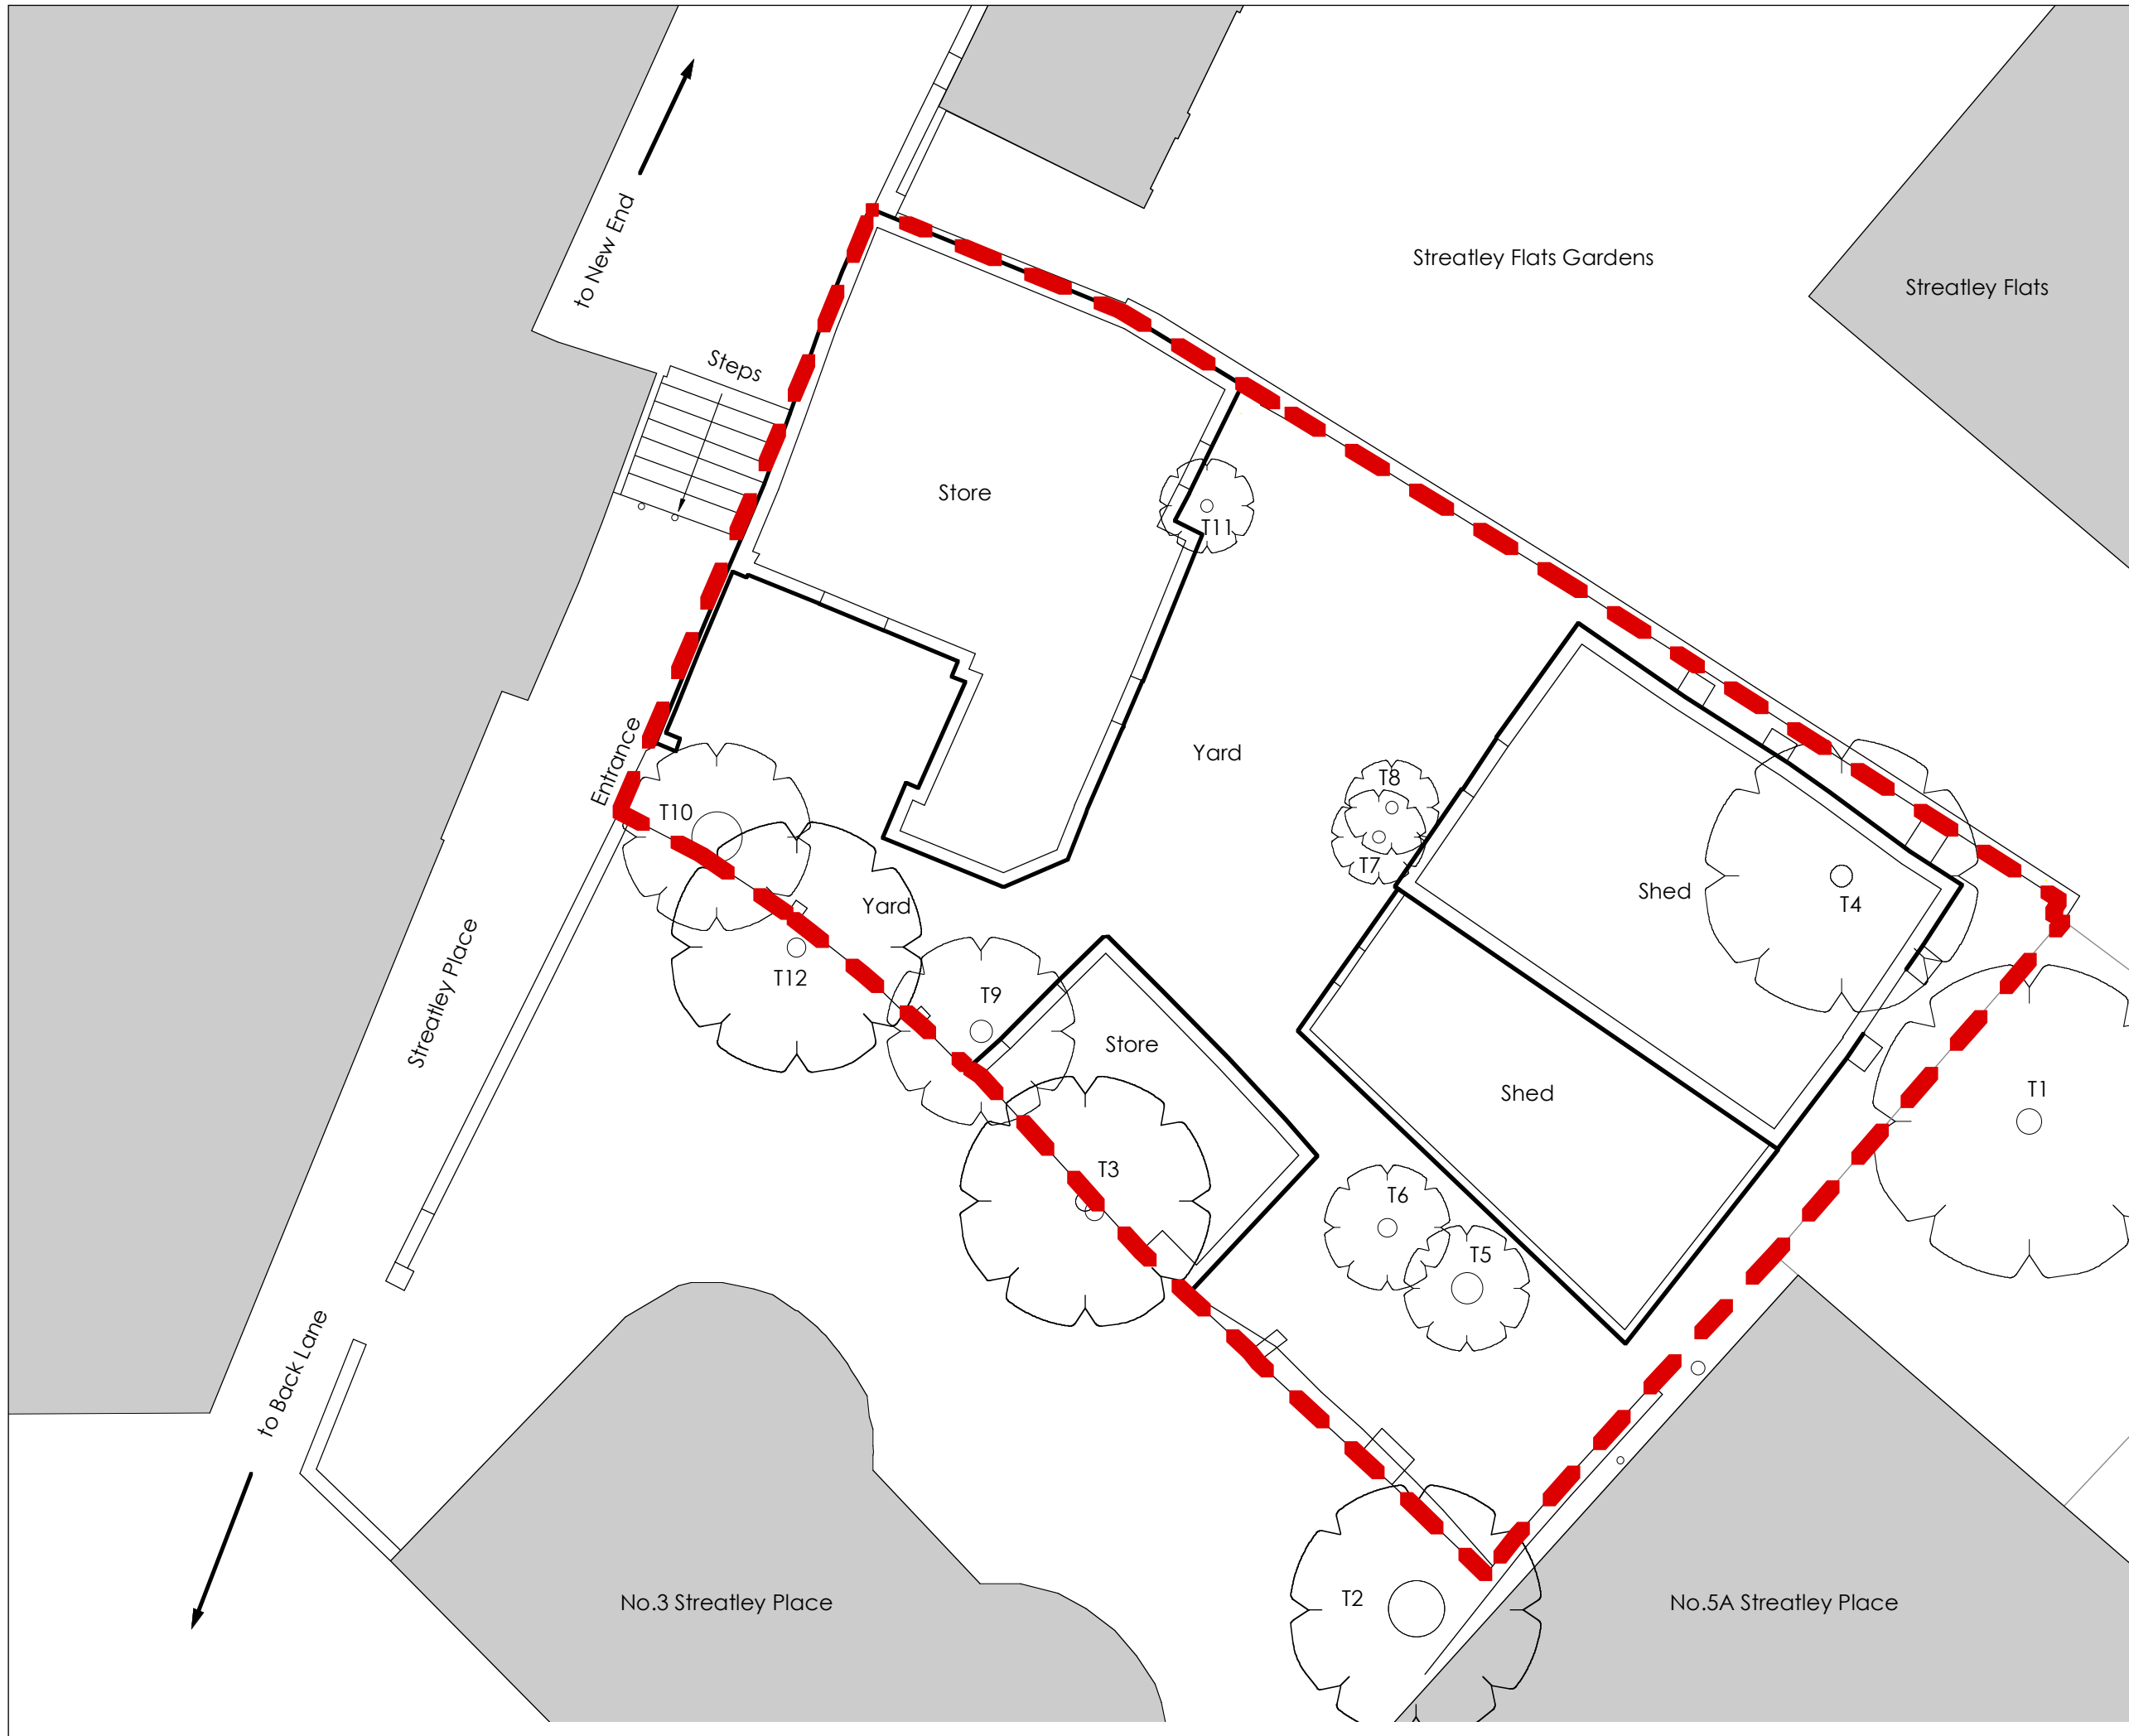 to New End
Streatley Flats Gardens
Streatley Flats
Steps
Store
T11
Entrance
Yard
T8
T10
T7
Yard
Shed
T4
T12
T9
Streatley Place
Store
Shed
T1
T3
T6
T5
to Back Lane
No.3 Streatley Place
T2
No.5A Streatley Place